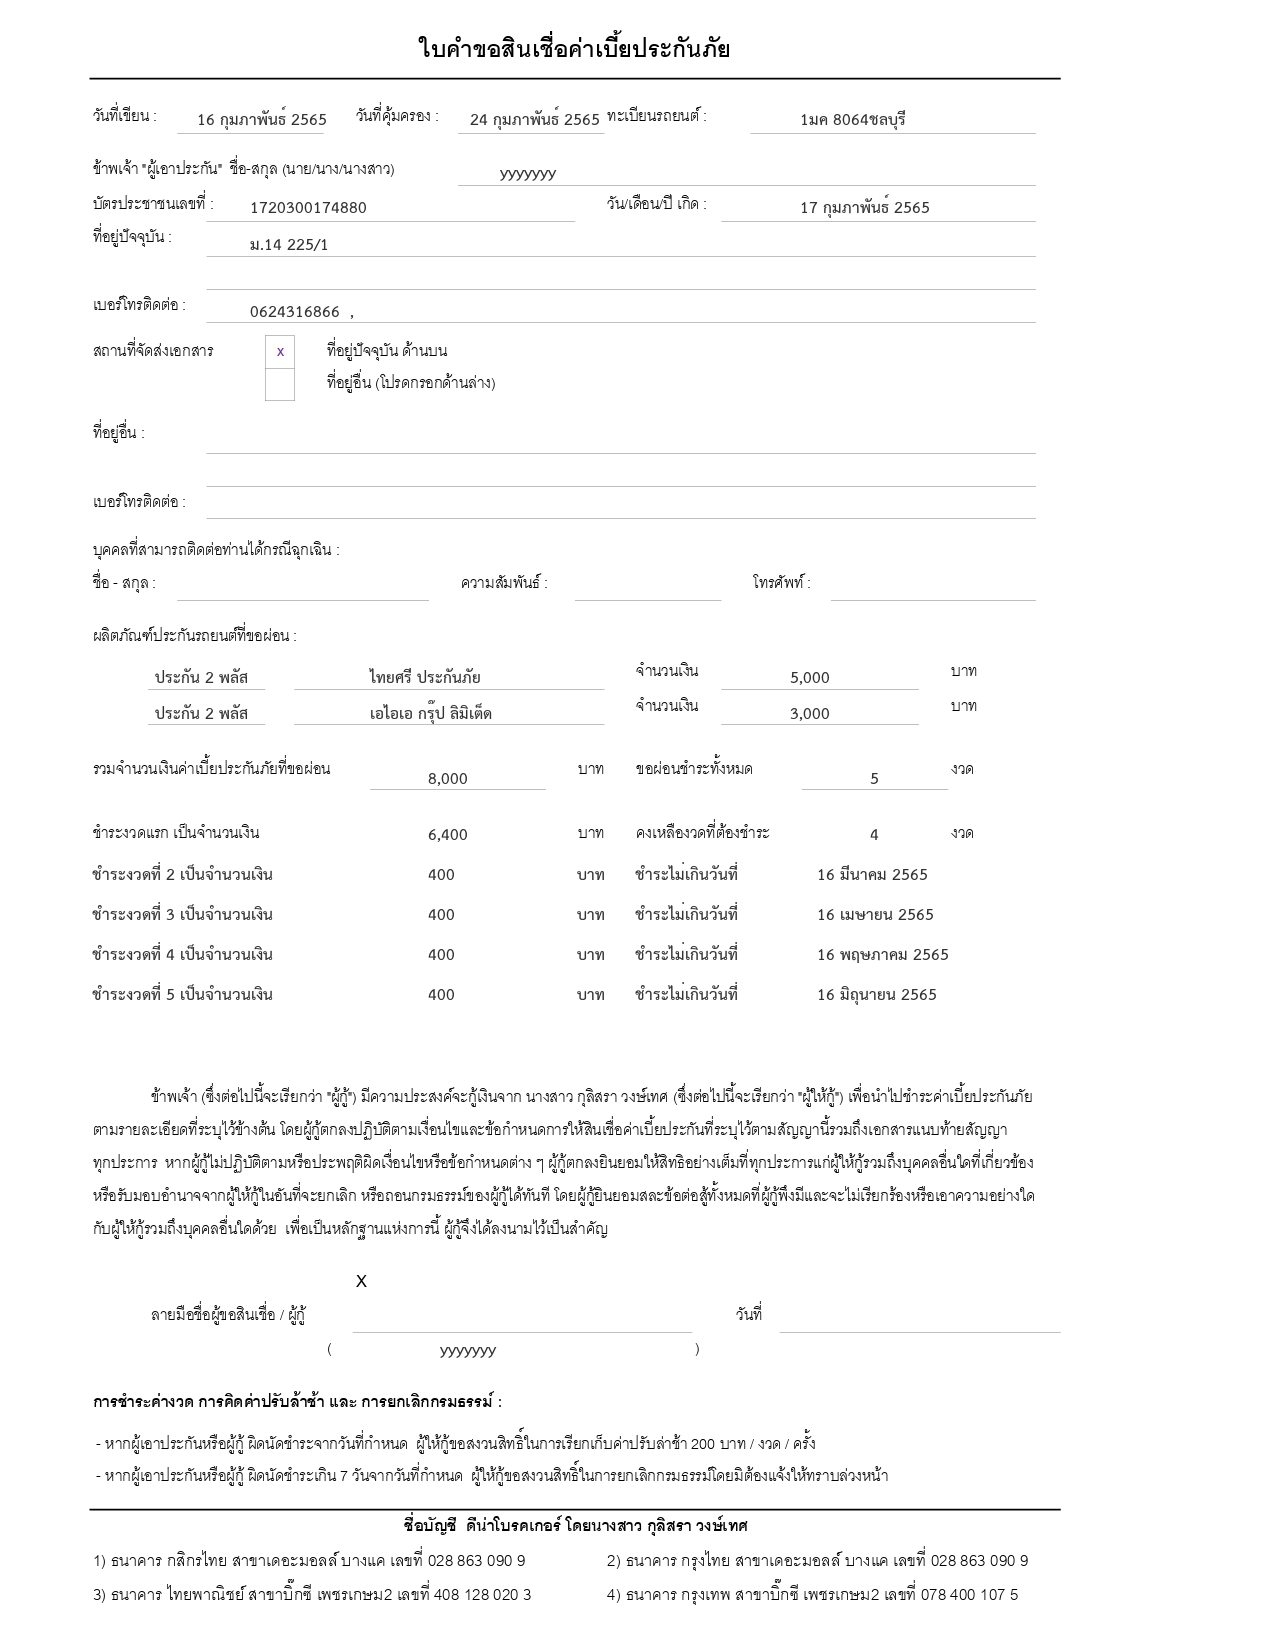 ใบคำขอสินเชื่อค่าเบี้ยประกันภัย
วันที่เขียน : 16 กุมภาพันธ์ 2565 วันที่คุ้มครอง : 24 กุมภาพันธ์ 2565 ทะเบียนรถยนต์ : 1มค 8064ชลบุรี
ข้าพเจ้า "ผู้เอาประกัน" ชื่อ-สกุล (นาย/นาง/นางสาว) yyyyyyy
บัตรประชาชนเลขที่ : 1720300174880 วัน/เดือน/ปี เกิด : 17 กุมภาพันธ์ 2565
ที่อยู่ปัจจุบัน : ม.14 225/1
เบอร์โทรติดต่อ : 0624316866 ,
สถานที่จัดส่งเอกสาร x ที่อยู่ปัจจุบัน ด้านบน
ที่อยู่อื่น (โปรดกรอกด้านล่าง)
ที่อยู่อื่น :
เบอร์โทรติดต่อ :
บุคคลที่สามารถติดต่อท่านได้กรณีฉุกเฉิน :
ชื่อ - สกุล : ความสัมพันธ์ : โทรศัพท์ :
ผลิตภัณฑ์ประกันรถยนต์ที่ขอผ่อน :
ประกัน 2 พลัส ไทยศรี ประกันภัย จำนวนเงิน 5,000 บาท
ประกัน 2 พลัส เอไอเอ กรุ๊ป ลิมิเต็ด จำนวนเงิน 3,000 บาท
รวมจำนวนเงินค่าเบี้ยประกันภัยที่ขอผ่อน 8,000 บาท ขอผ่อนชำระทั้งหมด 5 งวด
ชำระงวดแรก เป็นจำนวนเงิน 6,400 บาท คงเหลืองวดที่ต้องชำระ 4 งวด
ชำระงวดที่ 2 เป็นจำนวนเงิน 400 บาท ชำระไม่เกินวันที่ 16 มีนาคม 2565
ชำระงวดที่ 3 เป็นจำนวนเงิน 400 บาท ชำระไม่เกินวันที่ 16 เมษายน 2565
ชำระงวดที่ 4 เป็นจำนวนเงิน 400 บาท ชำระไม่เกินวันที่ 16 พฤษภาคม 2565
ชำระงวดที่ 5 เป็นจำนวนเงิน 400 บาท ชำระไม่เกินวันที่ 16 มิถุนายน 2565
ข้าพเจ้า (ซึ่งต่อไปนี้จะเรียกว่า "ผู้กู้") มีความประสงค์จะกู้เงินจาก นางสาว กุลิสรา วงษ์เทศ (ซึ่งต่อไปนี้จะเรียกว่า "ผู้ให้กู้") เพื่อนำไปชำระค่าเบี้ยประกันภัย
ตามรายละเอียดที่ระบุไว้ข้างต้น โดยผู้กู้ตกลงปฏิบัติตามเงื่อนไขและข้อกำหนดการให้สินเชื่อค่าเบี้ยประกันที่ระบุไว้ตามสัญญานี้รวมถึงเอกสารแนบท้ายสัญญา
ทุกประการ หากผู้กู้ไม่ปฏิบัติตามหรือประพฤติผิดเงื่อนไขหรือข้อกำหนดต่าง ๆ ผู้กู้ตกลงยินยอมให้สิทธิอย่างเต็มที่ทุกประการแก่ผู้ให้กู้รวมถึงบุคคลอื่นใดที่เกี่ยวข้อง
หรือรับมอบอำนาจจากผู้ให้กู้ในอันที่จะยกเลิก หรือถอนกรมธรรม์ของผู้กู้ได้ทันที โดยผู้กู้ยินยอมสละข้อต่อสู้ทั้งหมดที่ผู้กู้พึงมีและจะไม่เรียกร้องหรือเอาความอย่างใด
กับผู้ให้กู้รวมถึงบุคคลอื่นใดด้วย เพื่อเป็นหลักฐานแห่งการนี้ ผู้กู้จึงได้ลงนามไว้เป็นสำคัญ
X
ลายมือชื่อผู้ขอสินเชื่อ / ผู้กู้ วันที่
( yyyyyyy )
การชำระค่างวด การคิดค่าปรับล้าช้า และ การยกเลิกกรมธรรม์ :
- หากผู้เอาประกันหรือผู้กู้ ผิดนัดชำระจากวันที่กำหนด ผู้ให้กู้ขอสงวนสิทธิ์ในการเรียกเก็บค่าปรับล่าช้า 200 บาท / งวด / ครั้ง
- หากผู้เอาประกันหรือผู้กู้ ผิดนัดชำระเกิน 7 วันจากวันที่กำหนด ผู้ให้กู้ขอสงวนสิทธิ์ในการยกเลิกกรมธรรม์โดยมิต้องแจ้งให้ทราบล่วงหน้า
ชื่อบัญชี ดีน่าโบรคเกอร์ โดยนางสาว กุลิสรา วงษ์เทศ
1) ธนาคาร กสิกรไทย สาขาเดอะมอลล์ บางแค เลขที่ 028 863 090 9 2) ธนาคาร กรุงไทย สาขาเดอะมอลล์ บางแค เลขที่ 028 863 090 9
3) ธนาคาร ไทยพาณิชย์ สาขาบิ๊กซี เพชรเกษม2 เลขที่ 408 128 020 3 4) ธนาคาร กรุงเทพ สาขาบิ๊กซี เพชรเกษม2 เลขที่ 078 400 107 5